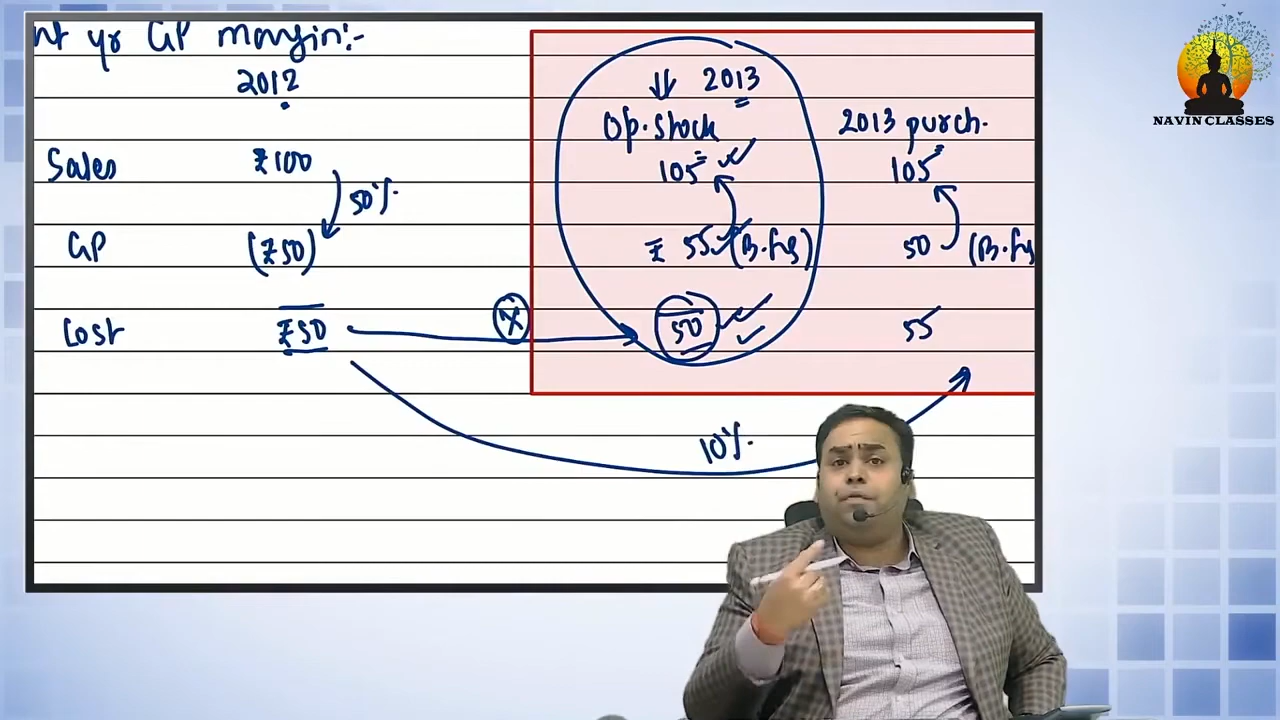 nt yr GP margin:-
2012
2013
Op. stock
2013 purch.
Sales
₹100
105
105
50%
GP
(₹50)
₹ 55 (B.fig)
50 (B.fig
Cost
₹50
X
50
55
10%
NAVIN CLASSES